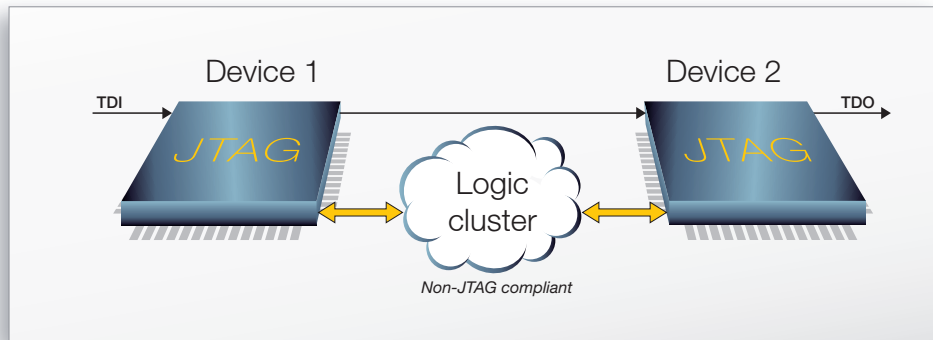 Device 1
Device 2
TDI
TDO
JTAG
JTAG
Logic
cluster
Non-JTAG compliant